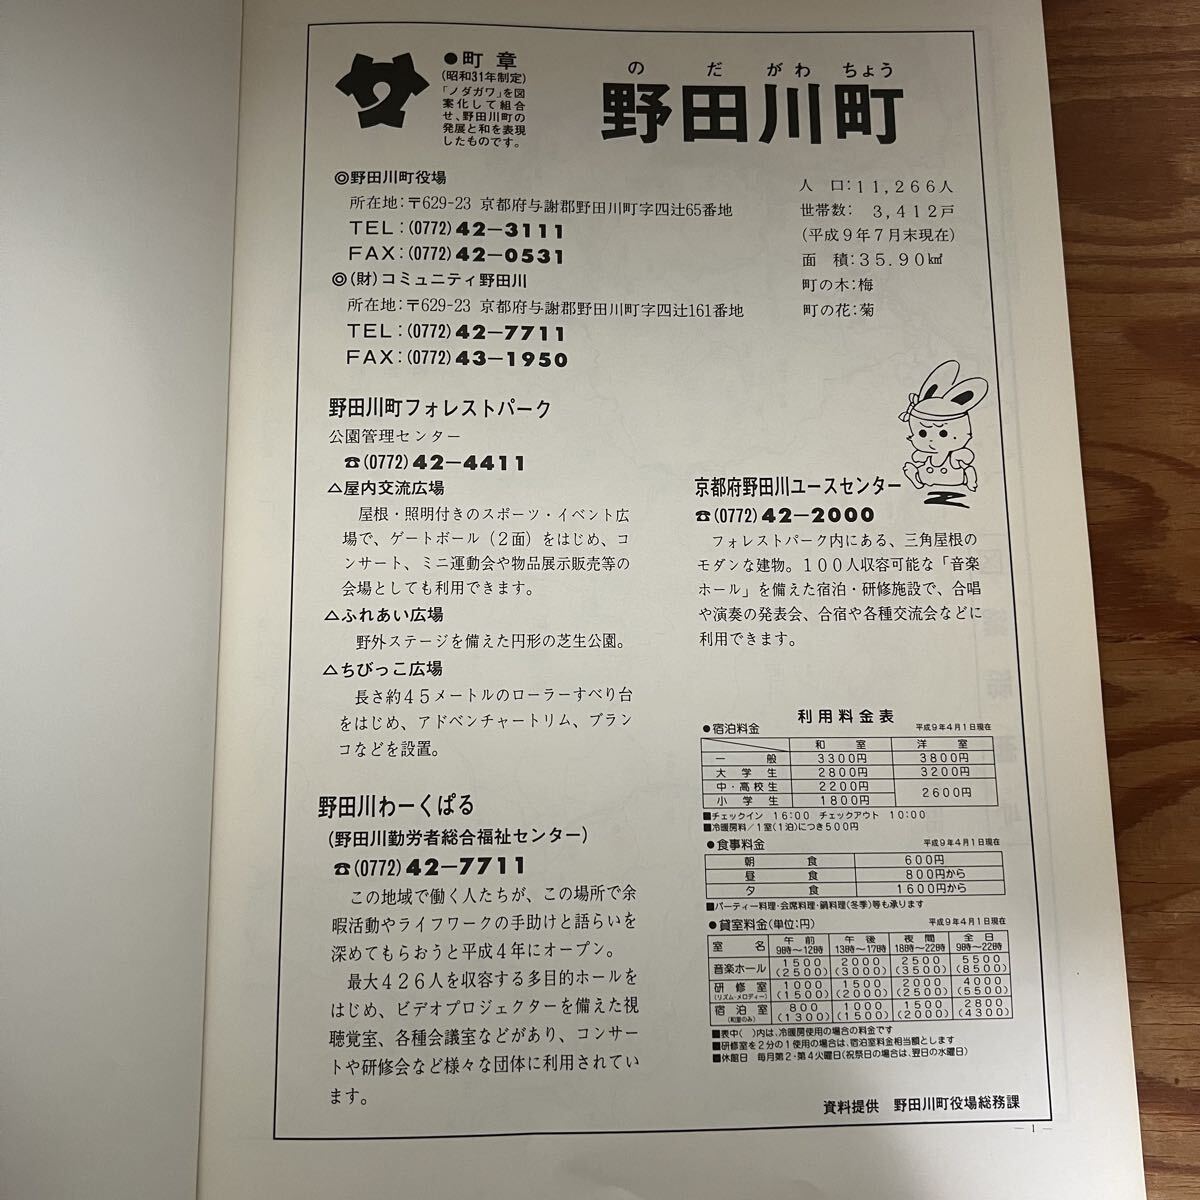 ●町章
(昭和31年制定)
「ノダガワ」を図
案化して組合
せ、野田川町の
発展と和を表現
したものです。
のだがわちょう
野田川町
◎野田川町役場
所在地:〒629-23 京都府与謝郡野田川町字四辻65番地
TEL:(0772)42-3111
FAX:(0772)42-0531
◎(財)コミュニティ野田川
所在地:〒629-23 京都府与謝郡野田川町字四辻161番地
TEL:(0772)42-7711
FAX:(0772)43-1950
人口:11,266人
世帯数: 3,412戸
(平成9年7月末現在)
面積:35.90㎢
町の木:梅
町の花:菊
野田川町フォレストパーク
公園管理センター
☎(0772)42-4411
△屋内交流広場
屋根・照明付きのスポーツ・イベント広
場で、ゲートボール(2面)をはじめ、コ
ンサート、ミニ運動会や物品展示販売等の
会場としても利用できます。
△ふれあい広場
野外ステージを備えた円形の芝生公園。
△ちびっこ広場
長さ約45メートルのローラーすべり台
をはじめ、アドベンチャートリム、ブラン
コなどを設置。
野田川わーくぱる
(野田川勤労者総合福祉センター)
☎(0772)42-7711
この地域で働く人たちが、この場所で余
暇活動やライフワークの手助けと語らいを
深めてもらおうと平成4年にオープン。
最大426人を収容する多目的ホールを
はじめ、ビデオプロジェクターを備えた視
聴覚室、各種会議室などがあり、コンサー
トや研修会など様々な団体に利用されてい
ます。
京都府野田川ユースセンター
☎(0772)42-2000
フォレストパーク内にある、三角屋根の
モダンな建物。100人収容可能な「音楽
ホール」を備えた宿泊・研修施設で、合唱
や演奏の発表会、合宿や各種交流会などに
利用できます。
利用料金表
●宿泊料金 平成9年4月1日現在
和室 洋室
一般 3300円 3800円
大学生 2800円 3200円
中・高校生 2200円 2600円
小学生 1800円
■チェックイン 16:00 チェックアウト 10:00
■冷暖房料/1室(1泊)につき500円
●食事料金 平成9年4月1日現在
朝食 600円
昼食 800円から
夕食 1600円から
■パーティー料理・会席料理・鍋料理(冬季)等も承ります
●貸室料金(単位:円) 平成9年4月1日現在
室名 午前 午後 夜間 全日
9時～12時 13時～17時 18時～22時 9時～22時
音楽ホール 1500 2000 2500 5500
(2500) (3000) (3500) (8500)
研修室 1000 1500 2000 4000
(リズム・メロディー) (1500) (2000) (2500) (5500)
宿泊室 800 1000 1500 2800
(和室のみ) (1300) (1500) (2000) (4300)
■表中( )内は、冷暖房使用の場合の料金です
■研修室を2分の1使用の場合は、宿泊室料金相当額とします
■休館日 毎月第2・第4火曜日(祝祭日の場合は、翌日の水曜日)
資料提供 野田川町役場総務課
— 1 —